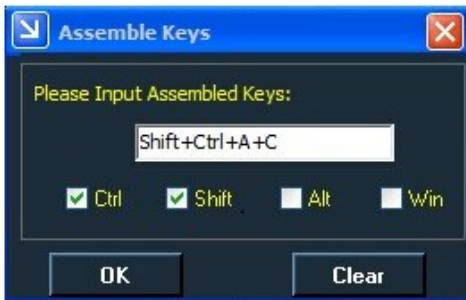 Assemble Keys
Please Input Assembled Keys:
Shift+Ctrl+A+C
Ctrl Shift Alt Win
OK Clear